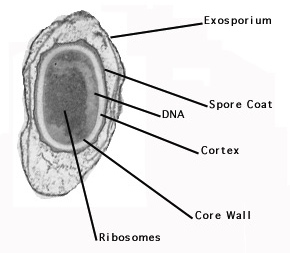 Exosporium
Spore Coat
DNA
Cortex
Core Wall
Ribosomes